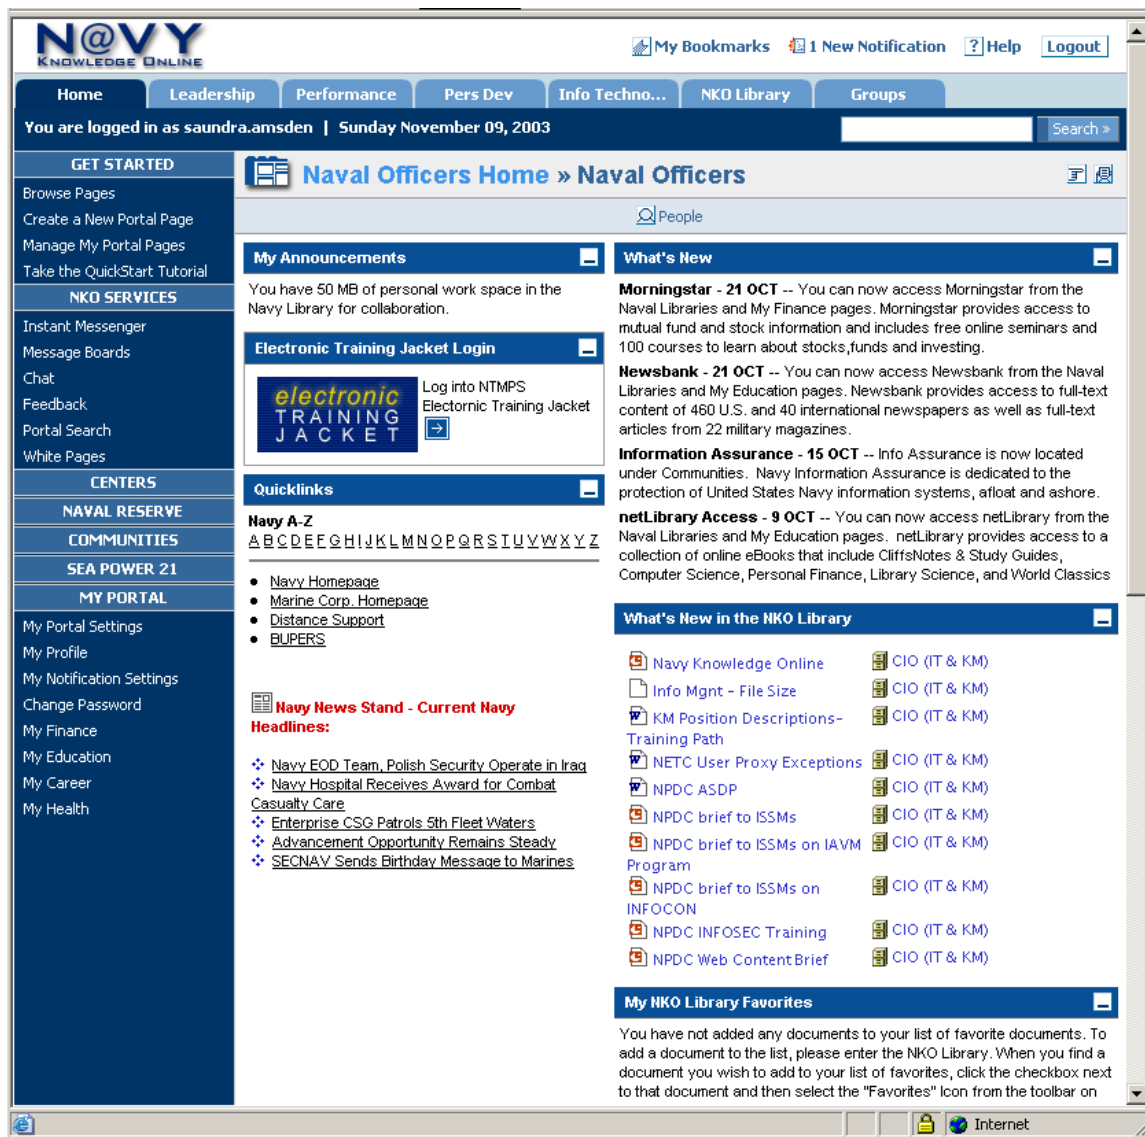 N@VY
KNOWLEDGE ONLINE
My Bookmarks
1 New Notification
? Help
Logout
Home
Leadership
Performance
Pers Dev
Info Techno...
NKO Library
Groups
You are logged in as saundra.amsden | Sunday November 09, 2003
Search »
GET STARTED
Browse Pages
Create a New Portal Page
Manage My Portal Pages
Take the QuickStart Tutorial
NKO SERVICES
Instant Messenger
Message Boards
Chat
Feedback
Portal Search
White Pages
CENTERS
NAVAL RESERVE
COMMUNITIES
SEA POWER 21
MY PORTAL
My Portal Settings
My Profile
My Notification Settings
Change Password
My Finance
My Education
My Career
My Health
Naval Officers Home » Naval Officers
People
My Announcements
You have 50 MB of personal work space in the
Navy Library for collaboration.
Electronic Training Jacket Login
electronic
TRAINING
JACKET
Log into NTMPS
Electornic Training Jacket
Quicklinks
Navy A-Z
A B C D E F G H I J K L M N O P Q R S T U V W X Y Z
Navy Homepage
Marine Corp. Homepage
Distance Support
BUPERS
Navy News Stand - Current Navy
Headlines:
Navy EOD Team, Polish Security Operate in Iraq
Navy Hospital Receives Award for Combat
Casualty Care
Enterprise CSG Patrols 5th Fleet Waters
Advancement Opportunity Remains Steady
SECNAV Sends Birthday Message to Marines
What's New
Morningstar - 21 OCT -- You can now access Morningstar from the
Naval Libraries and My Finance pages. Morningstar provides access to
mutual fund and stock information and includes free online seminars and
100 courses to learn about stocks,funds and investing.
Newsbank - 21 OCT -- You can now access Newsbank from the Naval
Libraries and My Education pages. Newsbank provides access to full-text
content of 460 U.S. and 40 international newspapers as well as full-text
articles from 22 military magazines.
Information Assurance - 15 OCT -- Info Assurance is now located
under Communities. Navy Information Assurance is dedicated to the
protection of United States Navy information systems, afloat and ashore.
netLibrary Access - 9 OCT -- You can now access netLibrary from the
Naval Libraries and My Education pages. netLibrary provides access to a
collection of online eBooks that include CliffsNotes & Study Guides,
Computer Science, Personal Finance, Library Science, and World Classics
What's New in the NKO Library
Navy Knowledge Online CIO (IT & KM)
Info Mgnt - File Size CIO (IT & KM)
KM Position Descriptions- CIO (IT & KM)
Training Path
NETC User Proxy Exceptions CIO (IT & KM)
NPDC ASDP CIO (IT & KM)
NPDC brief to ISSMs CIO (IT & KM)
NPDC brief to ISSMs on IAVM CIO (IT & KM)
Program
NPDC brief to ISSMs on CIO (IT & KM)
INFOCON
NPDC INFOSEC Training CIO (IT & KM)
NPDC Web Content Brief CIO (IT & KM)
My NKO Library Favorites
You have not added any documents to your list of favorite documents. To
add a document to the list, please enter the NKO Library. When you find a
document you wish to add to your list of favorites, click the checkbox next
to that document and then select the "Favorites" Icon from the toolbar on
Internet